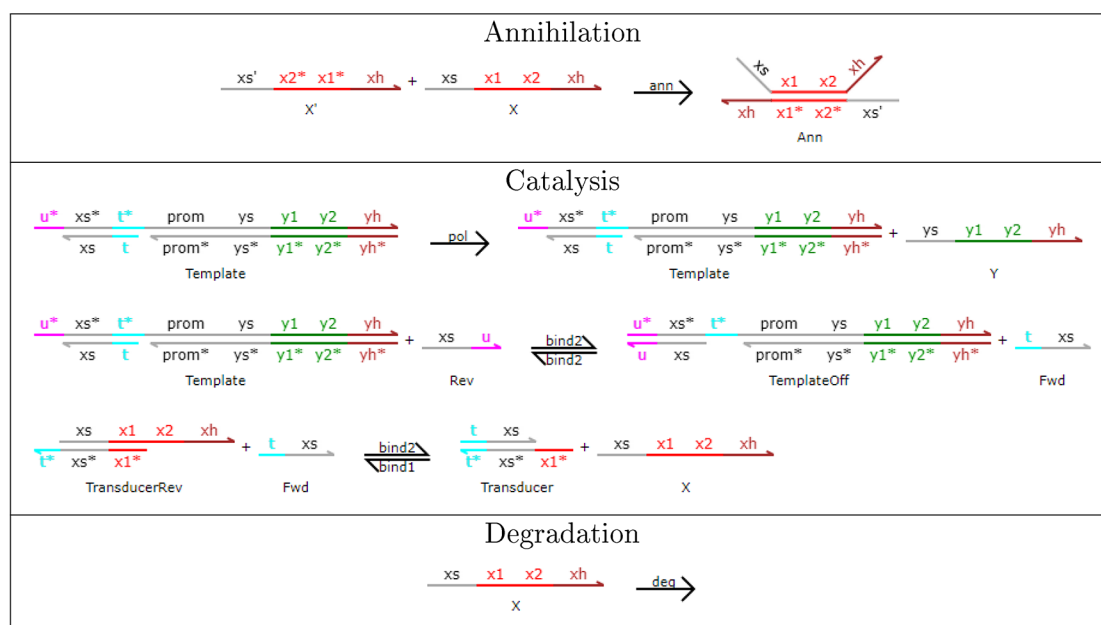 Annihilation
xs' x2* x1* xh + xs x1 x2 xh ann xs x1 x2 xh
xh x1* x2* xs'
X' X Ann
Catalysis
u* xs* t* prom ys y1 y2 yh pol u* xs* t* prom ys y1 y2 yh + ys y1 y2 yh
xs t prom* ys* y1* y2* yh* xs t prom* ys* y1* y2* yh*
Template Template Y
u* xs* t* prom ys y1 y2 yh + xs u bind2 u* xs* t* prom ys y1 y2 yh + t xs
xs t prom* ys* y1* y2* yh* bind2 u xs prom* ys* y1* y2* yh*
Template Rev TemplateOff Fwd
xs x1 x2 xh + t xs bind2 t xs + xs x1 x2 xh
t* xs* x1* bind1 t* xs* x1*
TransducerRev Fwd Transducer X
Degradation
xs x1 x2 xh deg
X